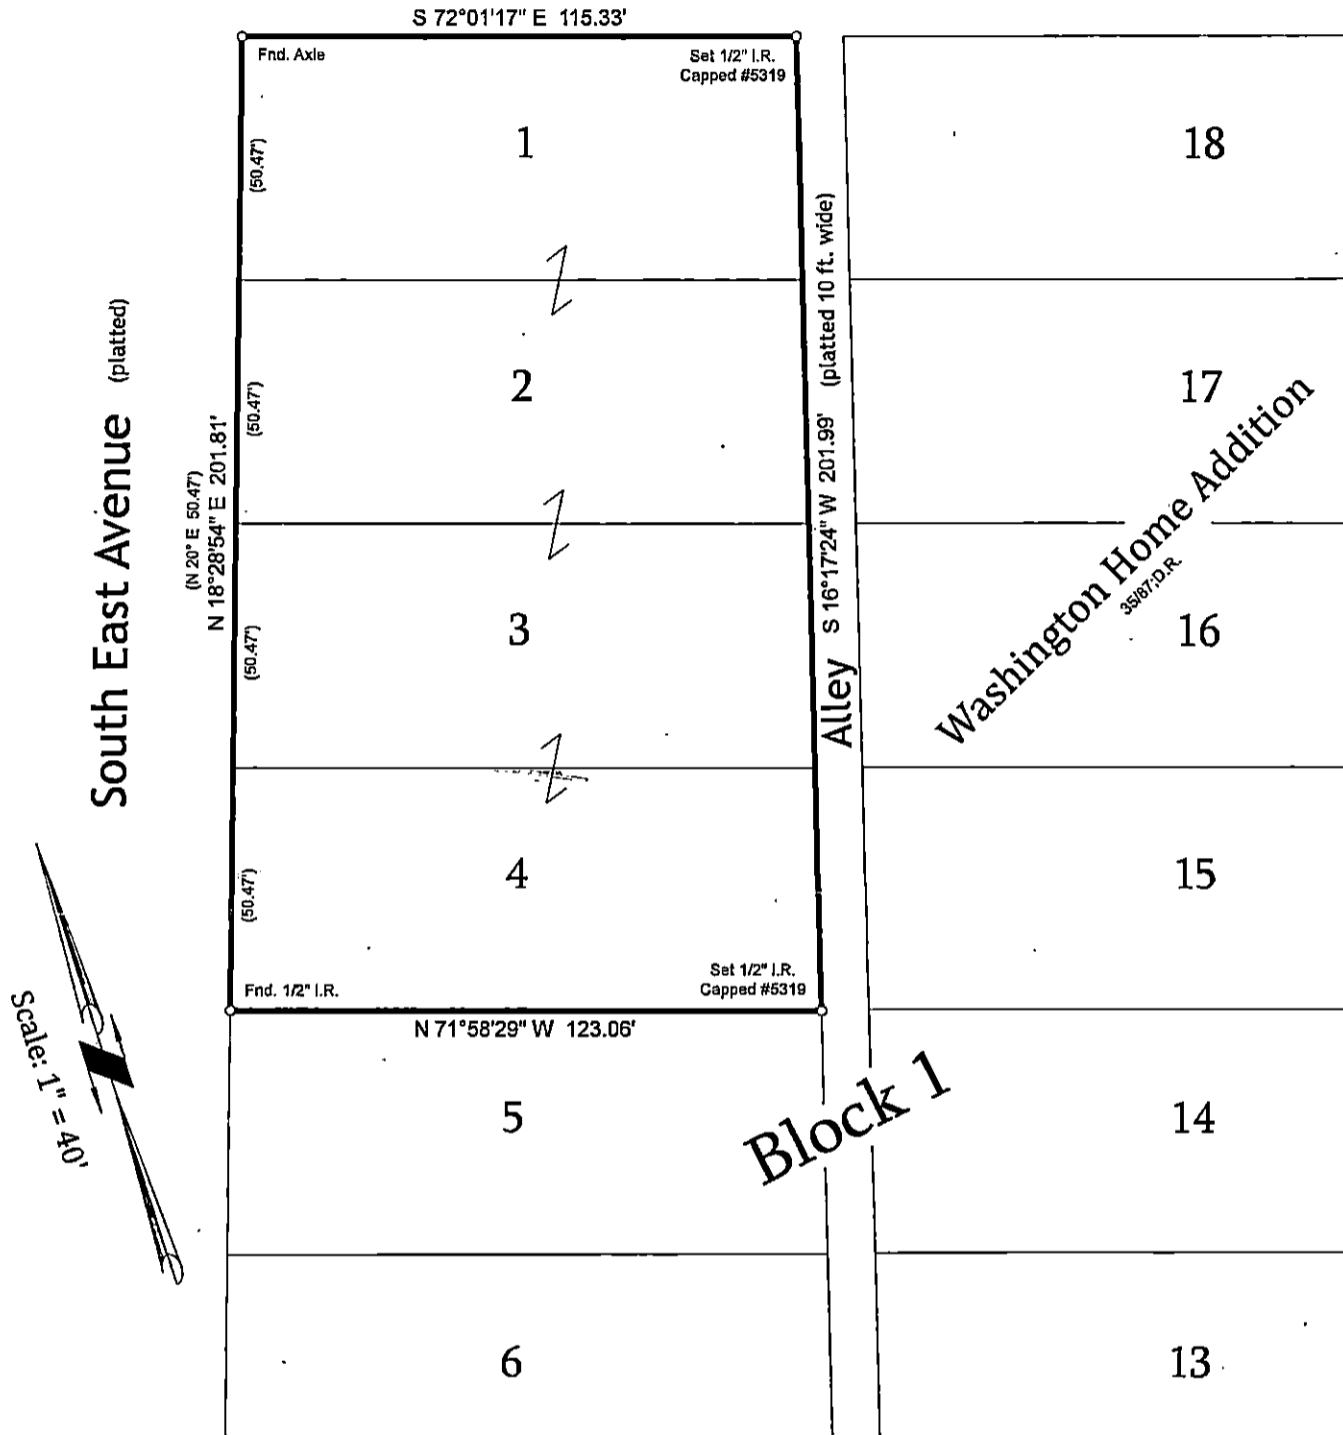 S 72°01'17" E 115.33'
Fnd. Axle
Set 1/2" I.R.
Capped #5319
1
18
(50.47')
(platted 10 ft. wide)
South East Avenue (platted)
2
17
(50.47')
(N 20° E 50.47')
N 18°28'54" E 201.81'
S 16°17'24" W 201.99'
Washington Home Addition
35/87;D.R.
3
16
(50.47')
Alley
4
15
(50.47')
Fnd. 1/2" I.R.
Set 1/2" I.R.
Capped #5319
N 71°58'29" W 123.06'
Scale: 1" = 40'
5
Block 1
14
6
13